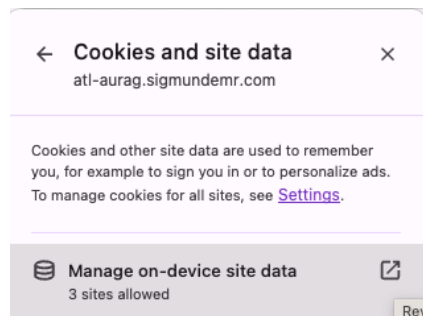 Cookies and site data
atl-aurag.sigmundemr.com
Cookies and other site data are used to remember
you, for example to sign you in or to personalize ads.
To manage cookies for all sites, see Settings.
Manage on-device site data
3 sites allowed